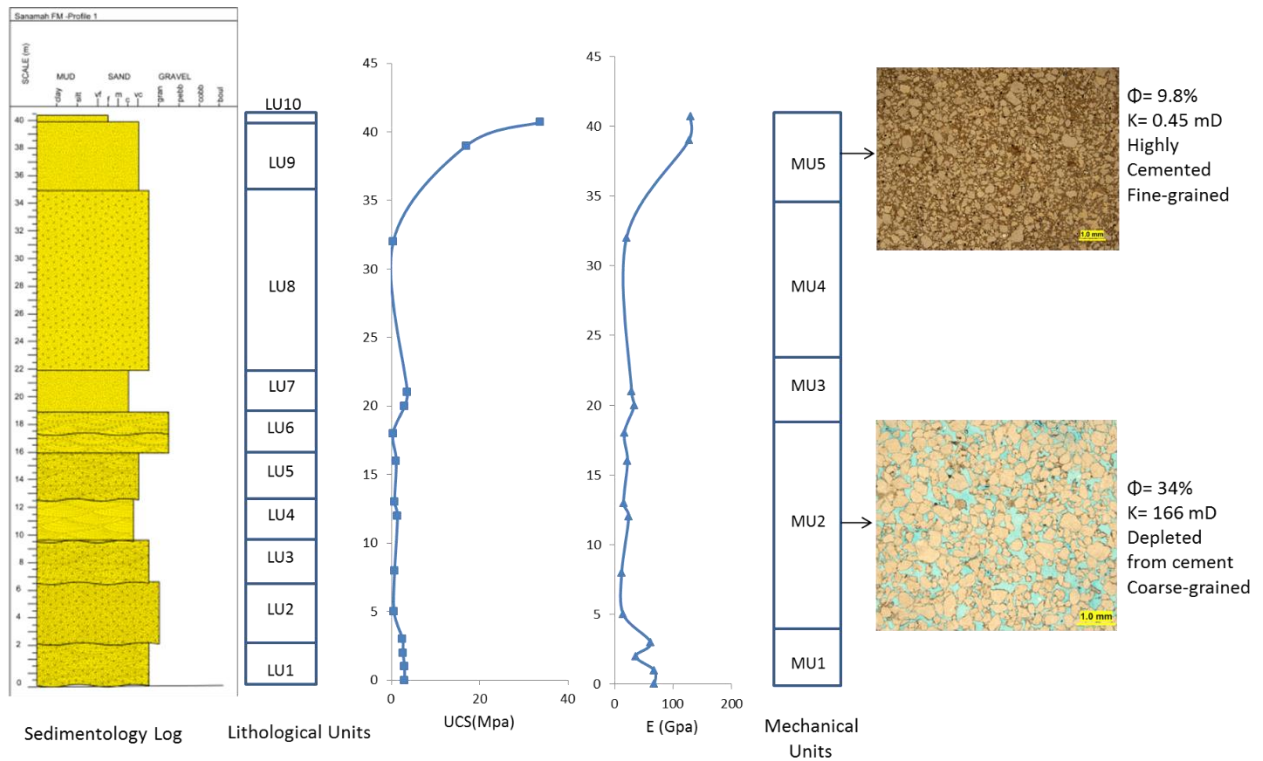 Sanamah FM -Profile 1
SCALE (m)
MUD SAND GRAVEL
clay silt vf f m c vc gran pebb cobb boul
40
38
36
34
32
30
28
26
24
22
20
18
16
14
12
10
8
6
4
2
0
Sedimentology Log
LU10
LU9
LU8
LU7
LU6
LU5
LU4
LU3
LU2
LU1
Lithological Units
45
40
35
30
25
20
15
10
5
0
0 20 40
UCS(Mpa)
45
40
35
30
25
20
15
10
5
0
0 100 200
E (Gpa)
MU5
MU4
MU3
MU2
MU1
Mechanical
Units
1.0 mm
Φ= 9.8%
K= 0.45 mD
Highly
Cemented
Fine-grained
1.0 mm
Φ= 34%
K= 166 mD
Depleted
from cement
Coarse-grained